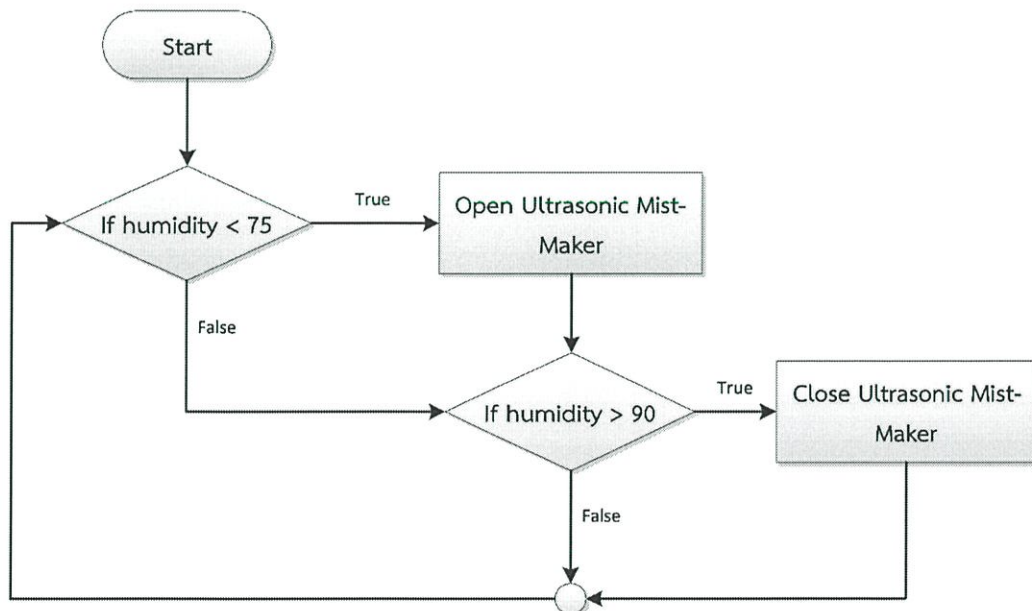 Start
If humidity < 75
True
Open Ultrasonic Mist-
Maker
False
If humidity > 90
True
Close Ultrasonic Mist-
Maker
False